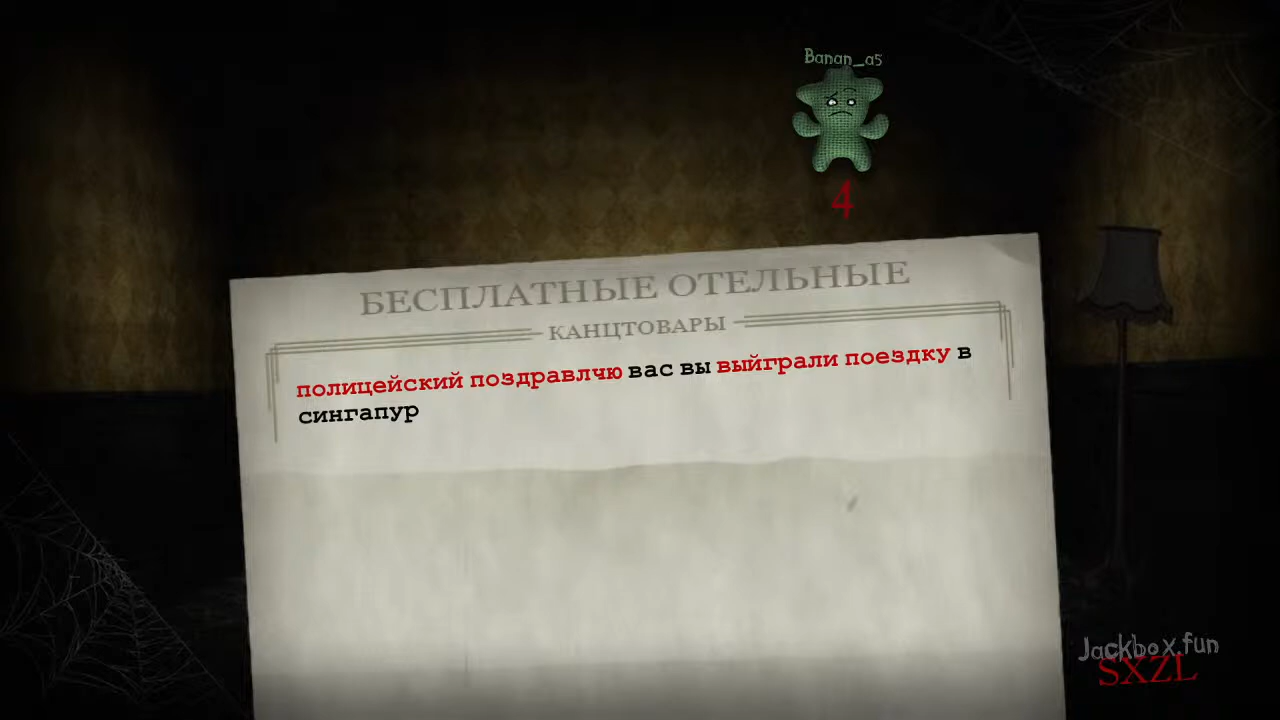 Banan_a5
4
БЕСПЛАТНЫЕ ОТЕЛЬНЫЕ
КАНЦТОВАРЫ
полицейский поздравлчю вас вы выйграли поездку в
сингапур
Jackbox.fun
SXZL